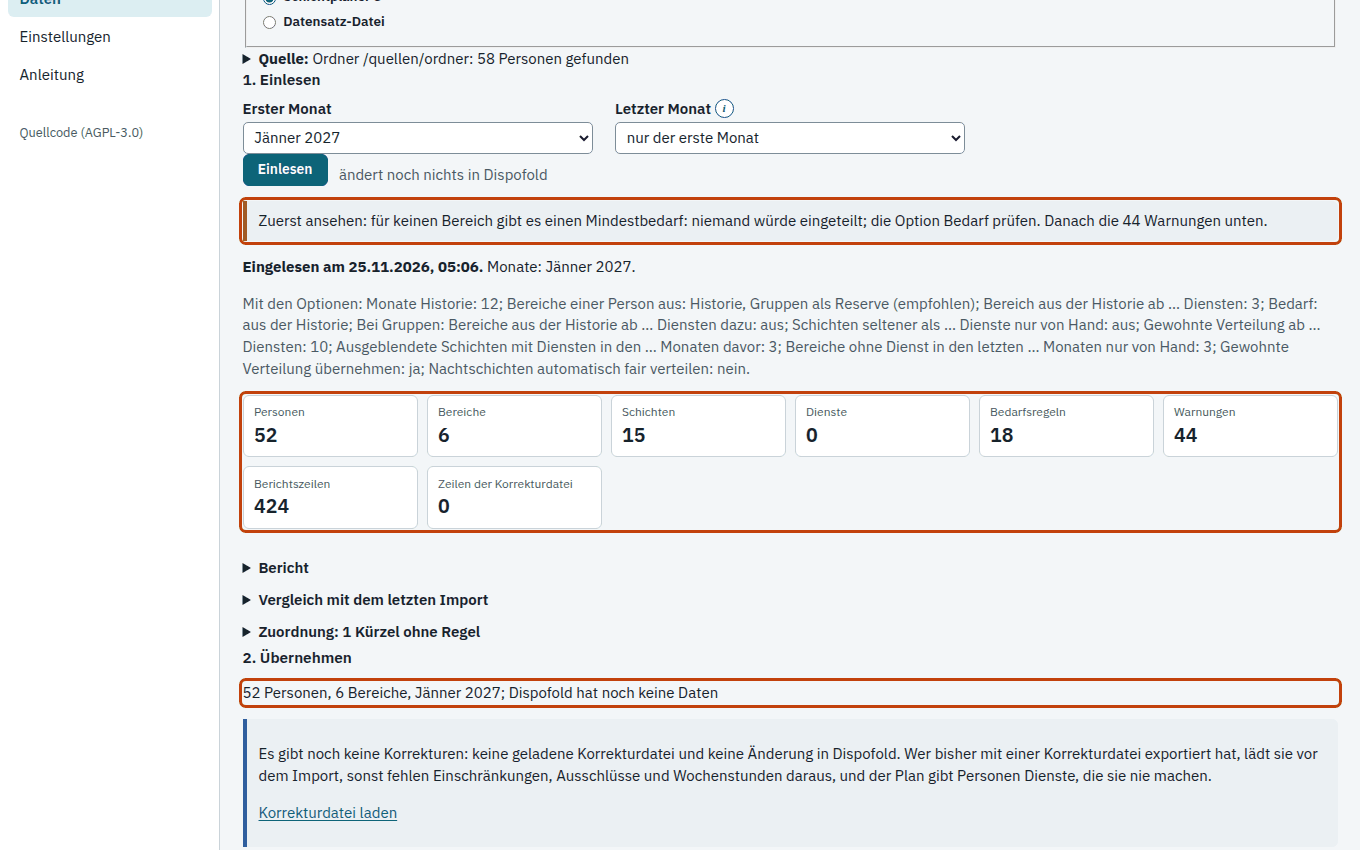 Daten
Einstellungen
Anleitung
Quellcode (AGPL-3.0)
Datensatz-Datei
Quelle: Ordner /quellen/ordner: 58 Personen gefunden
1. Einlesen
Erster Monat
Letzter Monat i
Jänner 2027
nur der erste Monat
Einlesen
ändert noch nichts in Dispofold
Zuerst ansehen: für keinen Bereich gibt es einen Mindestbedarf: niemand würde eingeteilt; die Option Bedarf prüfen. Danach die 44 Warnungen unten.
Eingelesen am 25.11.2026, 05:06. Monate: Jänner 2027.
Mit den Optionen: Monate Historie: 12; Bereiche einer Person aus: Historie, Gruppen als Reserve (empfohlen); Bereich aus der Historie ab ... Diensten: 3; Bedarf:
aus der Historie; Bei Gruppen: Bereiche aus der Historie ab ... Diensten dazu: aus; Schichten seltener als ... Dienste nur von Hand: aus; Gewohnte Verteilung ab ...
Diensten: 10; Ausgeblendete Schichten mit Diensten in den ... Monaten davor: 3; Bereiche ohne Dienst in den letzten ... Monaten nur von Hand: 3; Gewohnte
Verteilung übernehmen: ja; Nachtschichten automatisch fair verteilen: nein.
Personen
52
Bereiche
6
Schichten
15
Dienste
0
Bedarfsregeln
18
Warnungen
44
Berichtszeilen
424
Zeilen der Korrekturdatei
0
Bericht
Vergleich mit dem letzten Import
Zuordnung: 1 Kürzel ohne Regel
2. Übernehmen
52 Personen, 6 Bereiche, Jänner 2027; Dispofold hat noch keine Daten
Es gibt noch keine Korrekturen: keine geladene Korrekturdatei und keine Änderung in Dispofold. Wer bisher mit einer Korrekturdatei exportiert hat, lädt sie vor
dem Import, sonst fehlen Einschränkungen, Ausschlüsse und Wochenstunden daraus, und der Plan gibt Personen Dienste, die sie nie machen.
Korrekturdatei laden